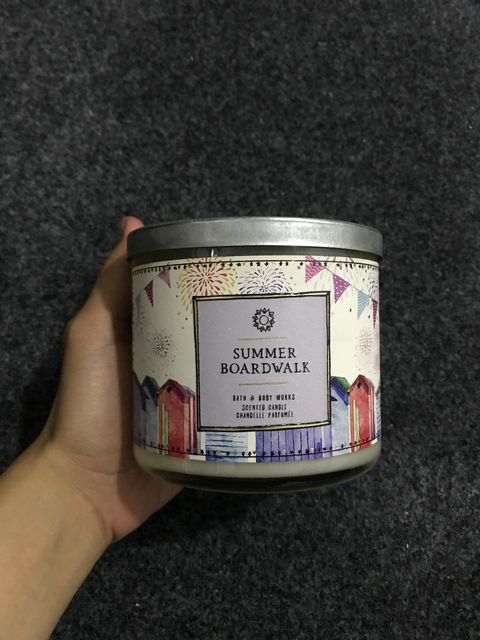 SUMMER
BOARDWALK
BATH & BODY WORKS
SCENTED CANDLE
CHANDELLE PARFUMÉE